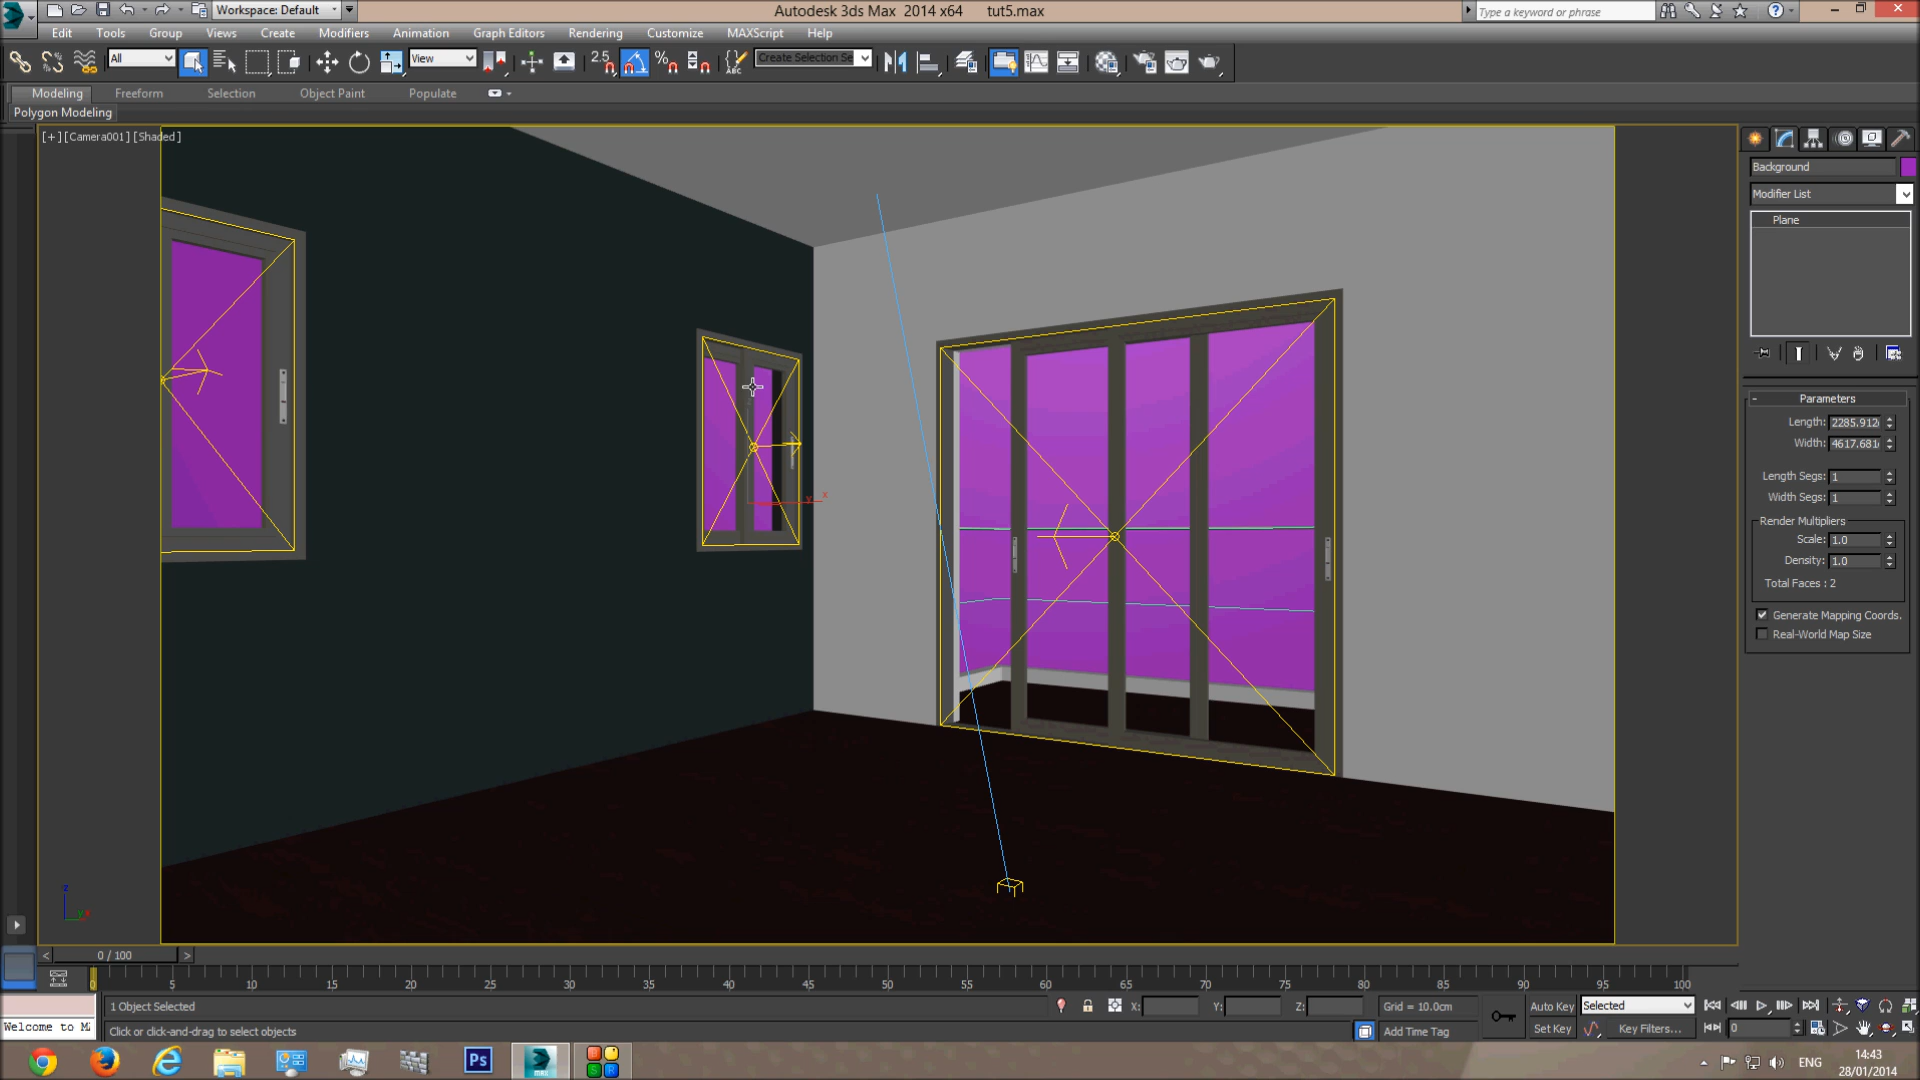 Workspace: Default
Autodesk 3ds Max 2014 x64 tut5.max
Type a keyword or phrase
Edit Tools Group Views Create Modifiers Animation Graph Editors Rendering Customize MAXScript Help
All View 2.5 Create Selection Se
Modeling Freeform Selection Object Paint Populate
Polygon Modeling
[+][Camera001][Shaded]
Background
Modifier List
Plane
- Parameters
Length: 2285.912
Width: 4617.681
Length Segs: 1
Width Segs: 1
Render Multipliers
Scale: 1.0
Density: 1.0
Total Faces : 2
Generate Mapping Coords.
Real-World Map Size
x
z
< 0 / 100 >
0 5 10 15 20 25 30 35 40 45 50 55 60 65 70 75 80 85 90 95 100
1 Object Selected X: Y: Z: Grid = 10.0cm Auto Key Selected
Welcome to M Click or click-and-drag to select objects Add Time Tag Set Key Key Filters... 0
Ps ENG 14:43
28/01/2014